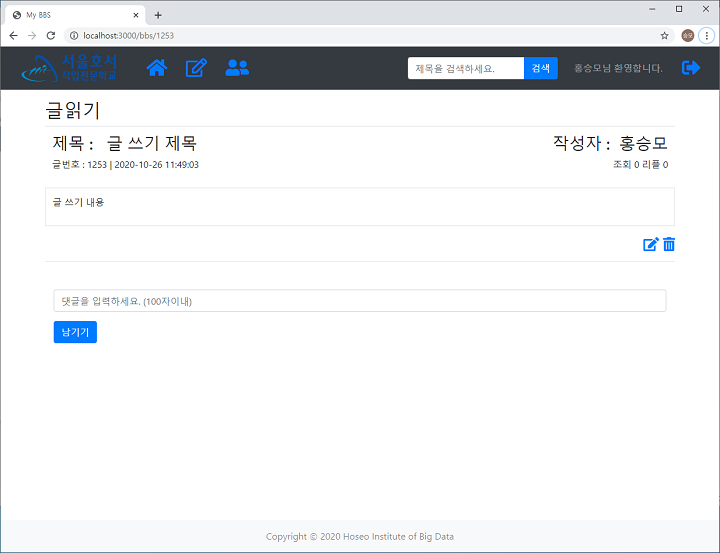 My BBS
localhost:3000/bbs/1253
승모
서울호서
직업전문학교
제목을 검색하세요. 검색 홍승모님 환영합니다.
글읽기
제목 : 글 쓰기 제목 작성자 : 홍승모
글번호 : 1253 | 2020-10-26 11:49:03 조회 0 리플 0
글 쓰기 내용
댓글을 입력하세요. (100자이내)
남기기
Copyright © 2020 Hoseo Institute of Big Data